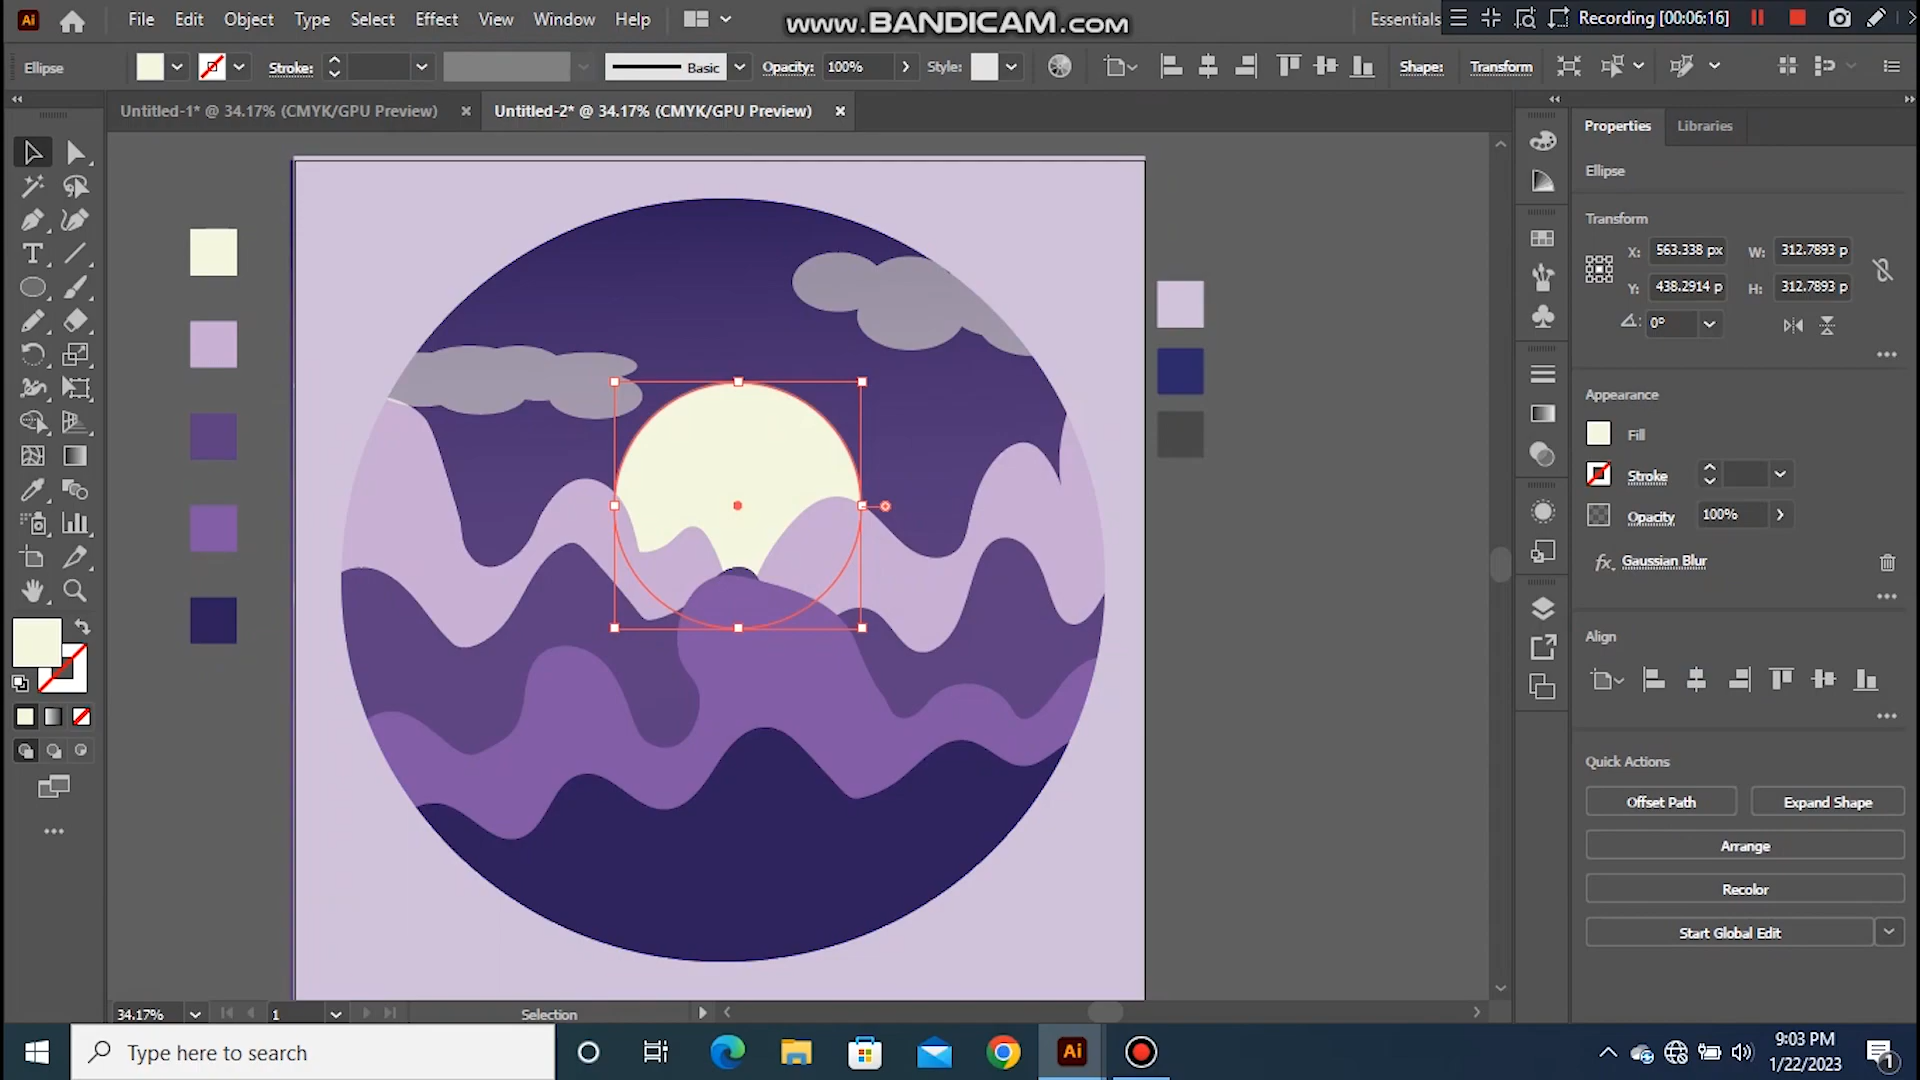 Ai File Edit Object Type Select Effect View Window Help www.BANDICAM.com Essentials Recording [00:06:16]
Ellipse Stroke: Basic Opacity: 100% Style: Shape: Transform
Untitled-1* @ 34.17% (CMYK/GPU Preview) Untitled-2* @ 34.17% (CMYK/GPU Preview)
Properties Libraries
Ellipse
Transform
X: 563.338 px W: 312.7893 p
Y: 438.2914 p H: 312.7893 p
0°
Appearance
Fill
Stroke
Opacity 100%
fx Gaussian Blur
Align
Quick Actions
Offset Path Expand Shape
Arrange
Recolor
Start Global Edit
34.17% 1 Selection
Type here to search
Ai
9:03 PM
1/22/2023
1